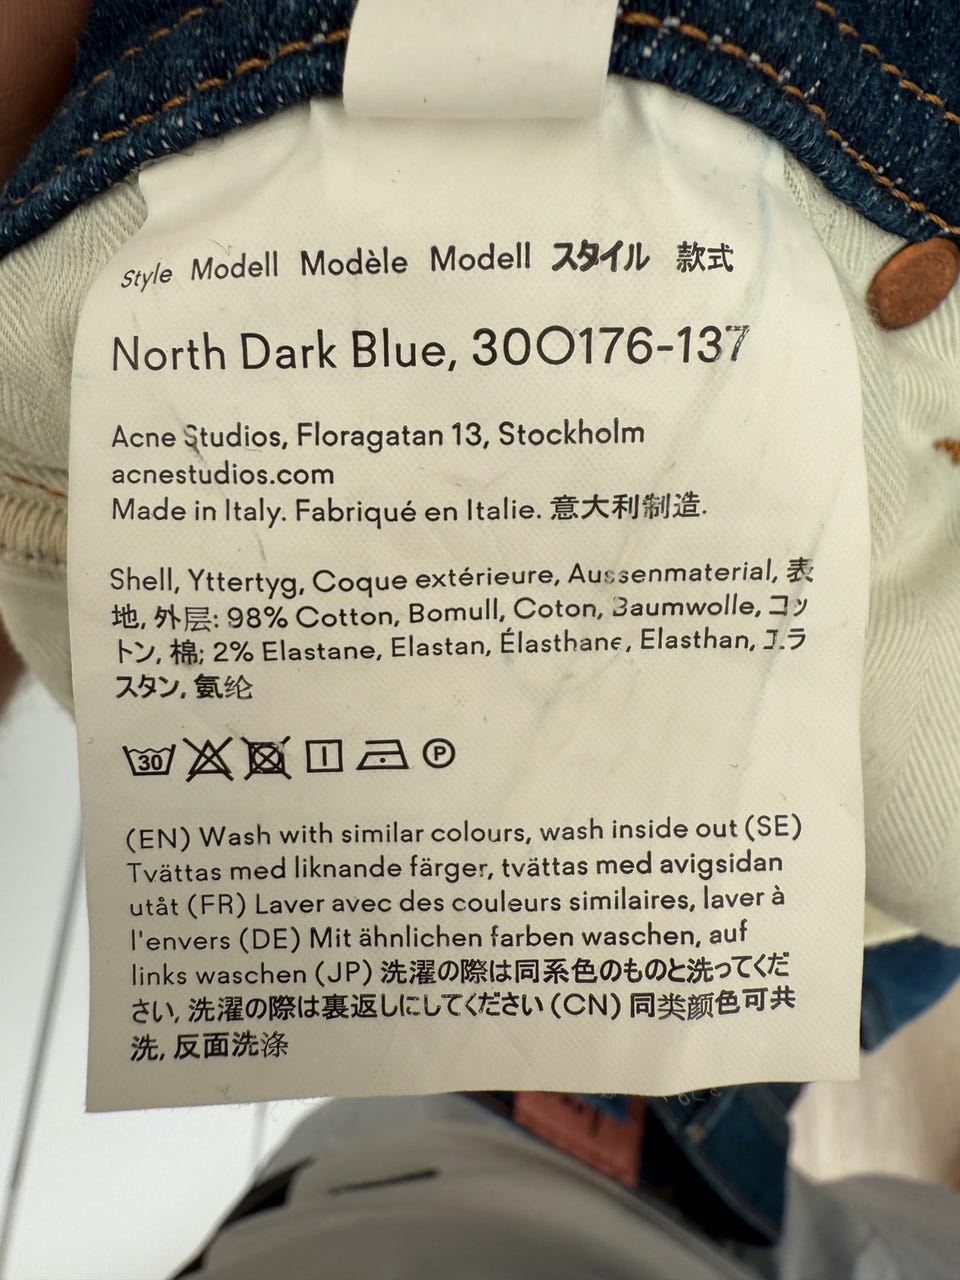 Style Modell Modèle Modell スタイル 款式
North Dark Blue, 30O176-137
Acne Studios, Floragatan 13, Stockholm
acnestudios.com
Made in Italy. Fabriqué en Italie. 意大利制造.
Shell, Yttertyg, Coque extérieure, Aussenmaterial, 表
地, 外层: 98% Cotton, Bomull, Coton, Baumwolle, コッ
トン, 棉; 2% Elastane, Elastan, Élasthane, Elasthan, エラ
スタン, 氨纶
30 P
(EN) Wash with similar colours, wash inside out (SE)
Tvättas med liknande färger, tvättas med avigsidan
utåt (FR) Laver avec des couleurs similaires, laver à
l'envers (DE) Mit ähnlichen farben waschen, auf
links waschen (JP) 洗濯の際は同系色のものと洗ってくだ
さい, 洗濯の際は裏返しにしてください (CN) 同类颜色可共
洗, 反面洗涤